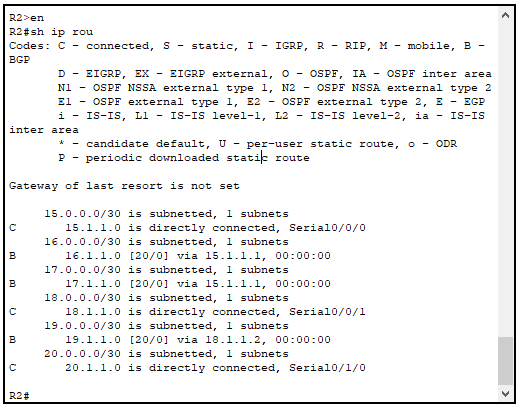 R2>en
R2#sh ip rou
Codes: C - connected, S - static, I - IGRP, R - RIP, M - mobile, B -
BGP
       D - EIGRP, EX - EIGRP external, O - OSPF, IA - OSPF inter area
       N1 - OSPF NSSA external type 1, N2 - OSPF NSSA external type 2
       E1 - OSPF external type 1, E2 - OSPF external type 2, E - EGP
       i - IS-IS, L1 - IS-IS level-1, L2 - IS-IS level-2, ia - IS-IS
inter area
       * - candidate default, U - per-user static route, o - ODR
       P - periodic downloaded static route

Gateway of last resort is not set

     15.0.0.0/30 is subnetted, 1 subnets
C       15.1.1.0 is directly connected, Serial0/0/0
     16.0.0.0/30 is subnetted, 1 subnets
B       16.1.1.0 [20/0] via 15.1.1.1, 00:00:00
     17.0.0.0/30 is subnetted, 1 subnets
B       17.1.1.0 [20/0] via 15.1.1.1, 00:00:00
     18.0.0.0/30 is subnetted, 1 subnets
C       18.1.1.0 is directly connected, Serial0/0/1
     19.0.0.0/30 is subnetted, 1 subnets
B       19.1.1.0 [20/0] via 18.1.1.2, 00:00:00
     20.0.0.0/30 is subnetted, 1 subnets
C       20.1.1.0 is directly connected, Serial0/1/0

R2#